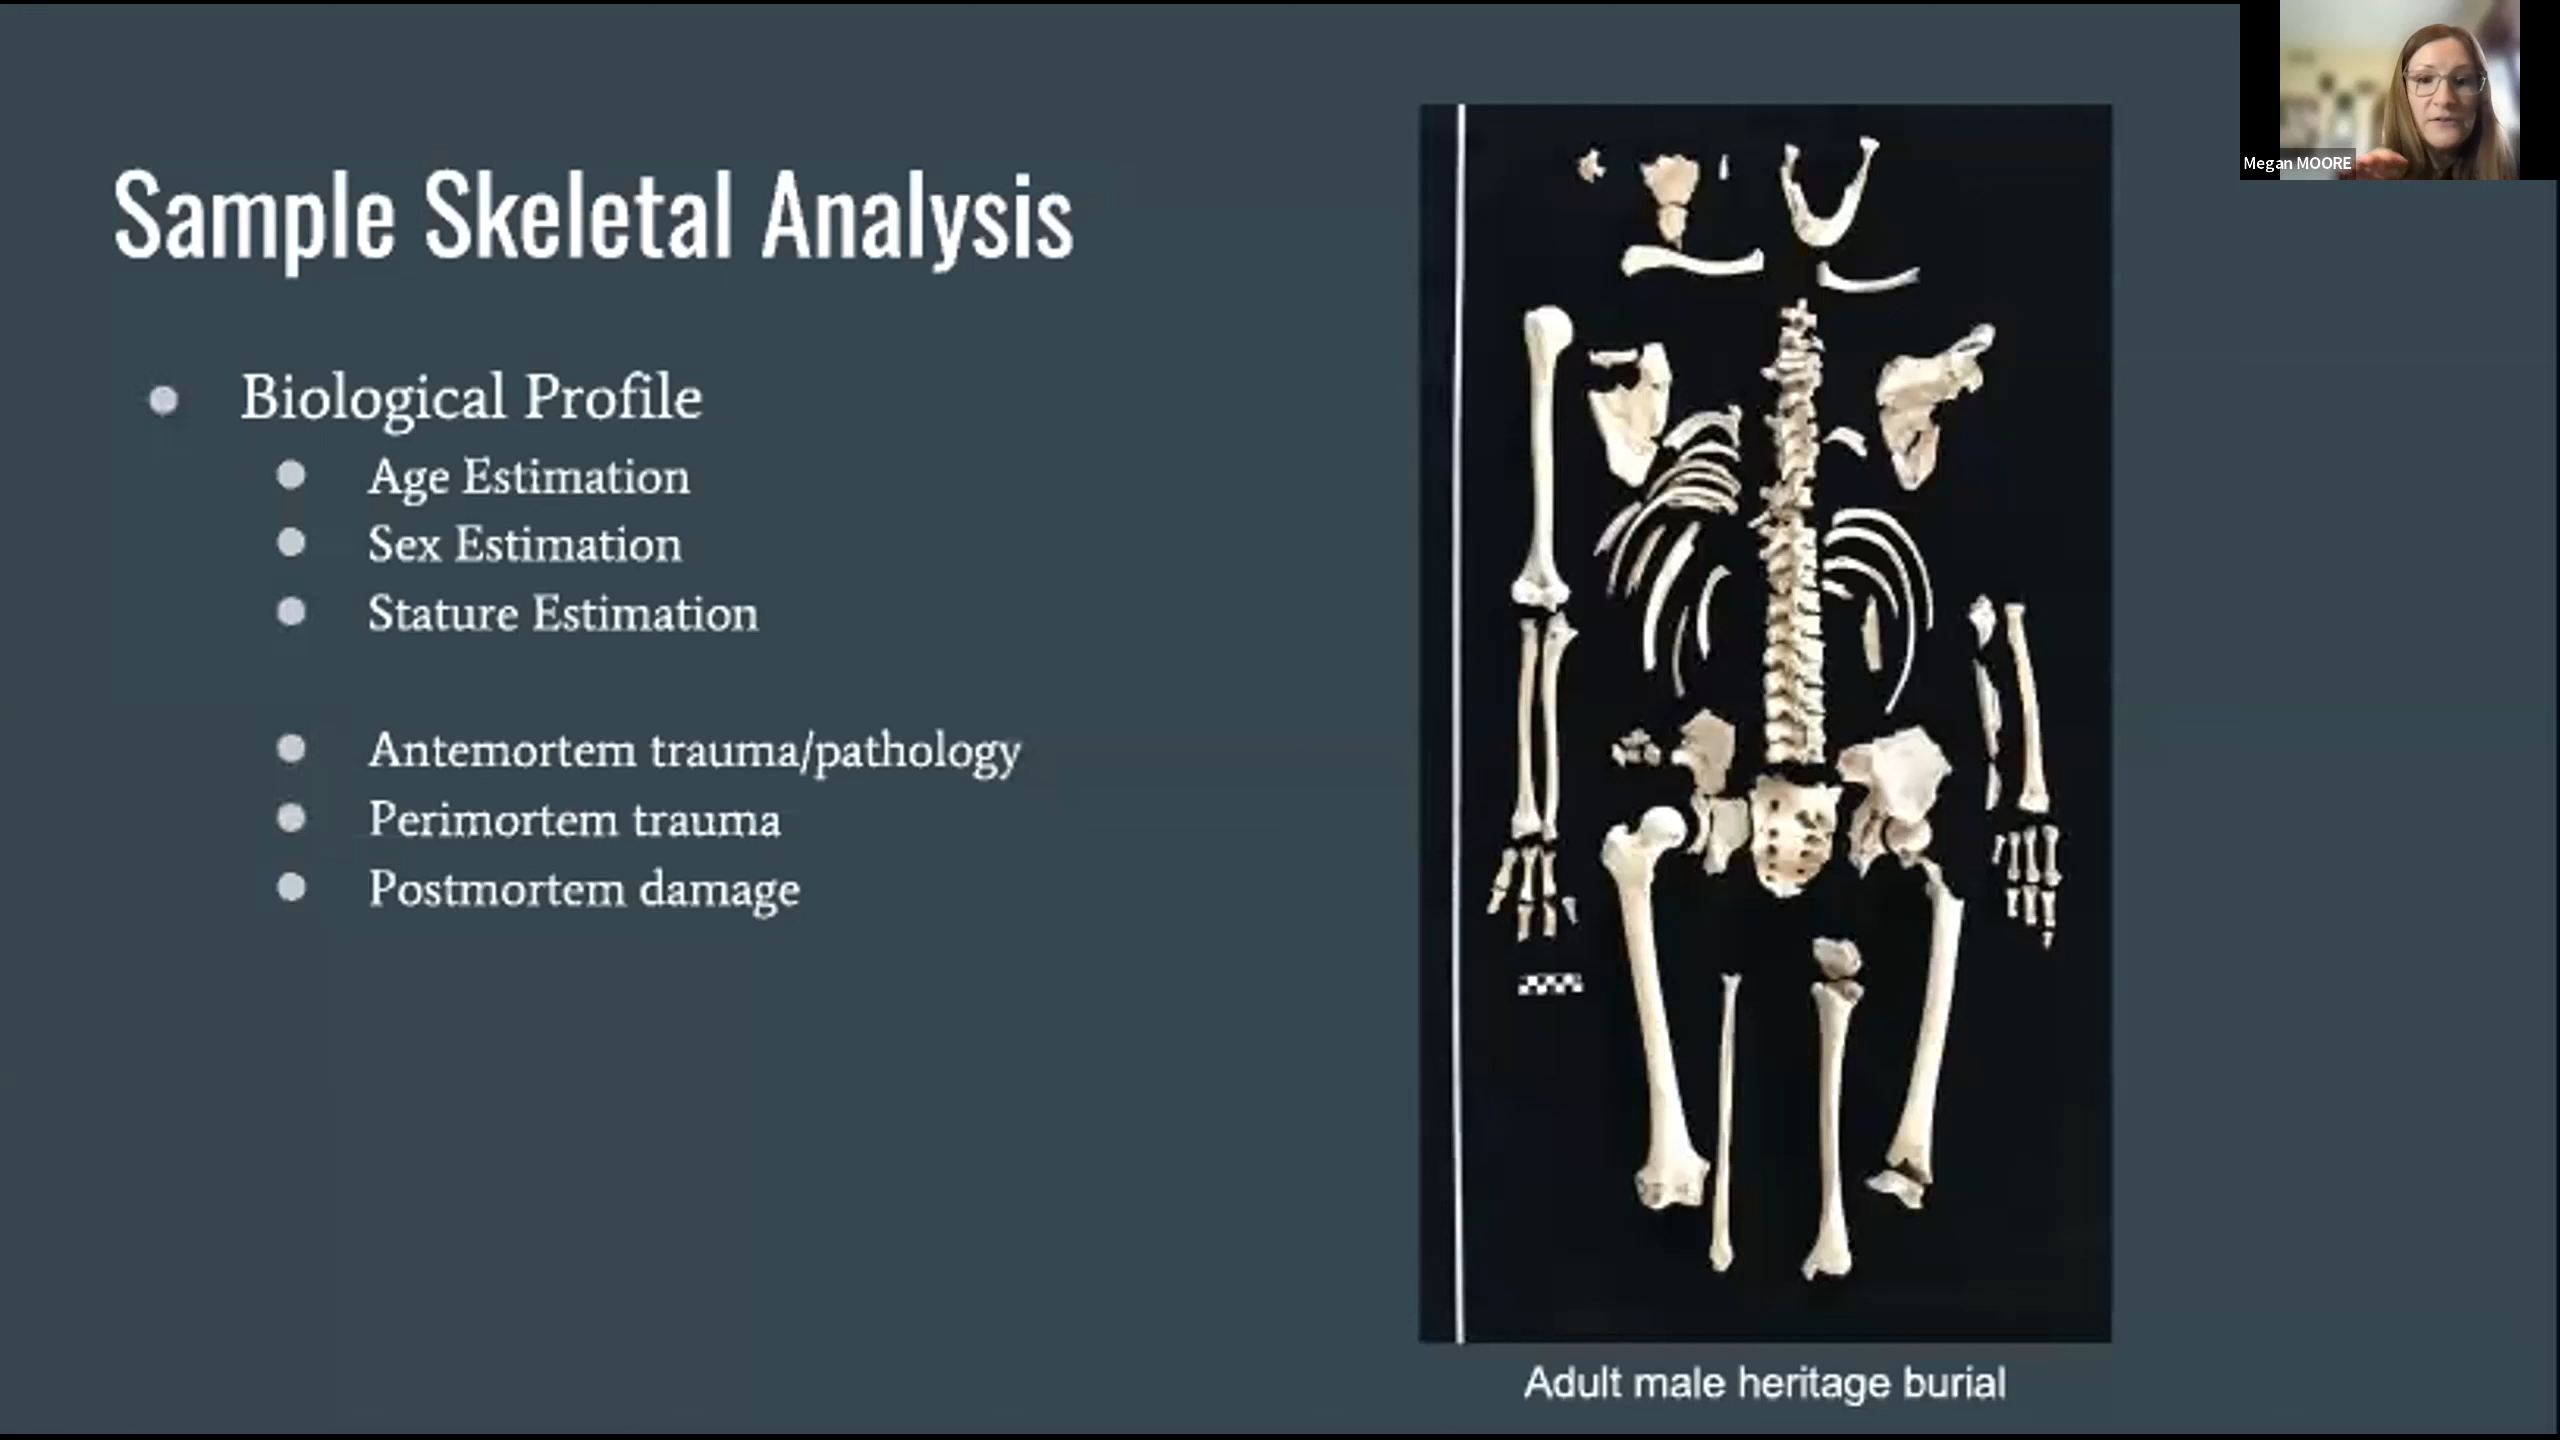 Sample Skeletal Analysis
Biological Profile
Age Estimation
Sex Estimation
Stature Estimation
Antemortem trauma/pathology
Perimortem trauma
Postmortem damage
Adult male heritage burial
Megan MOORE